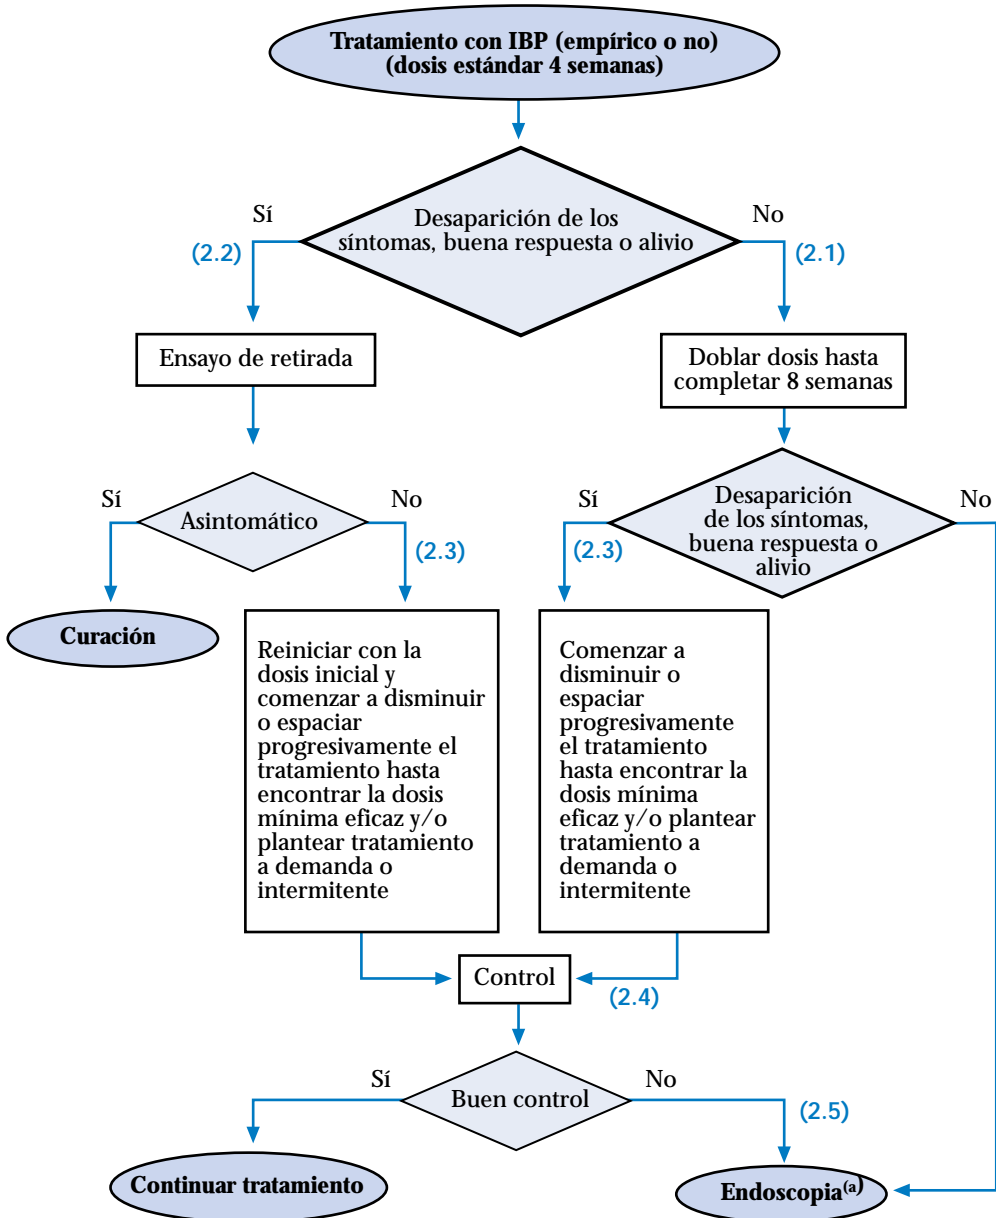 Tratamiento con IBP (empírico o no)
(dosis estándar 4 semanas)
Sí
Desaparición de los
síntomas, buena respuesta o alivio
No
(2.2)
(2.1)
Ensayo de retirada
Doblar dosis hasta
completar 8 semanas
Sí
Asintomático
No
(2.3)
Sí
Desaparición
de los síntomas,
buena respuesta o
alivio
No
(2.3)
Curación
Reiniciar con la
dosis inicial y
comenzar a disminuir
o espaciar
progresivamente el
tratamiento hasta
encontrar la dosis
mínima eficaz y/o
plantear tratamiento
a demanda o
intermitente
Comenzar a
disminuir o
espaciar
progresivamente
el tratamiento
hasta encontrar la
dosis mínima
eficaz y/o plantear
tratamiento a
demanda o
intermitente
Control
(2.4)
Sí
Buen control
No
(2.5)
Continuar tratamiento
Endoscopia(a)